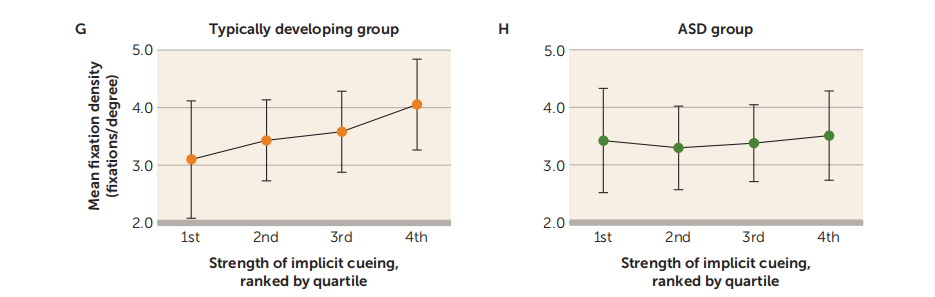 G
Typically developing group
Mean fixation density
(fixations/degree)
5.0
4.0
3.0
2.0
1st 2nd 3rd 4th
Strength of implicit cueing,
ranked by quartile
H
ASD group
5.0
4.0
3.0
2.0
1st 2nd 3rd 4th
Strength of implicit cueing,
ranked by quartile